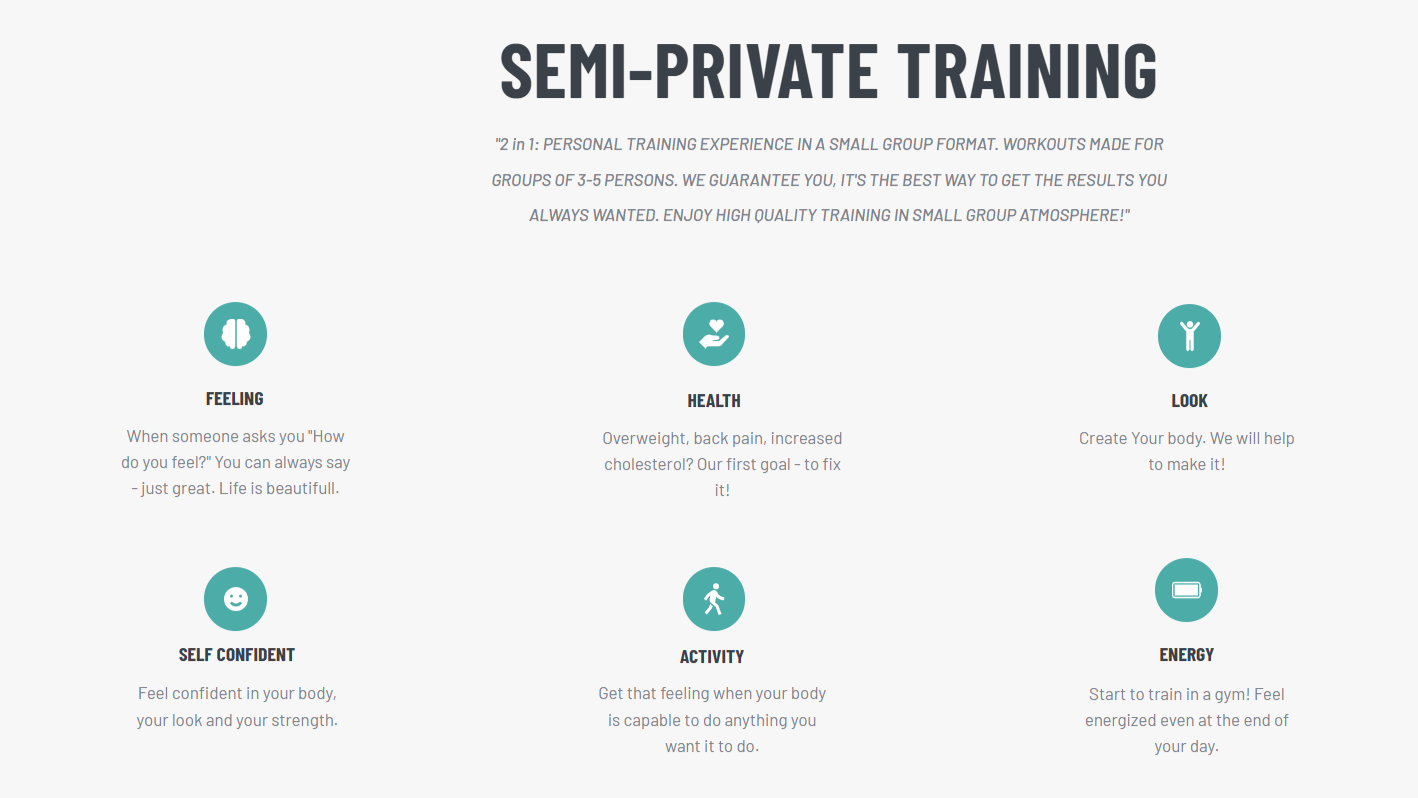 SEMI-PRIVATE TRAINING
"2 in 1: PERSONAL TRAINING EXPERIENCE IN A SMALL GROUP FORMAT. WORKOUTS MADE FOR
GROUPS OF 3-5 PERSONS. WE GUARANTEE YOU, IT'S THE BEST WAY TO GET THE RESULTS YOU
ALWAYS WANTED. ENJOY HIGH QUALITY TRAINING IN SMALL GROUP ATMOSPHERE!"
FEELING
When someone asks you "How
do you feel?" You can always say
- just great. Life is beautifull.
HEALTH
Overweight, back pain, increased
cholesterol? Our first goal - to fix
it!
LOOK
Create Your body. We will help
to make it!
SELF CONFIDENT
Feel confident in your body,
your look and your strength.
ACTIVITY
Get that feeling when your body
is capable to do anything you
want it to do.
ENERGY
Start to train in a gym! Feel
energized even at the end of
your day.